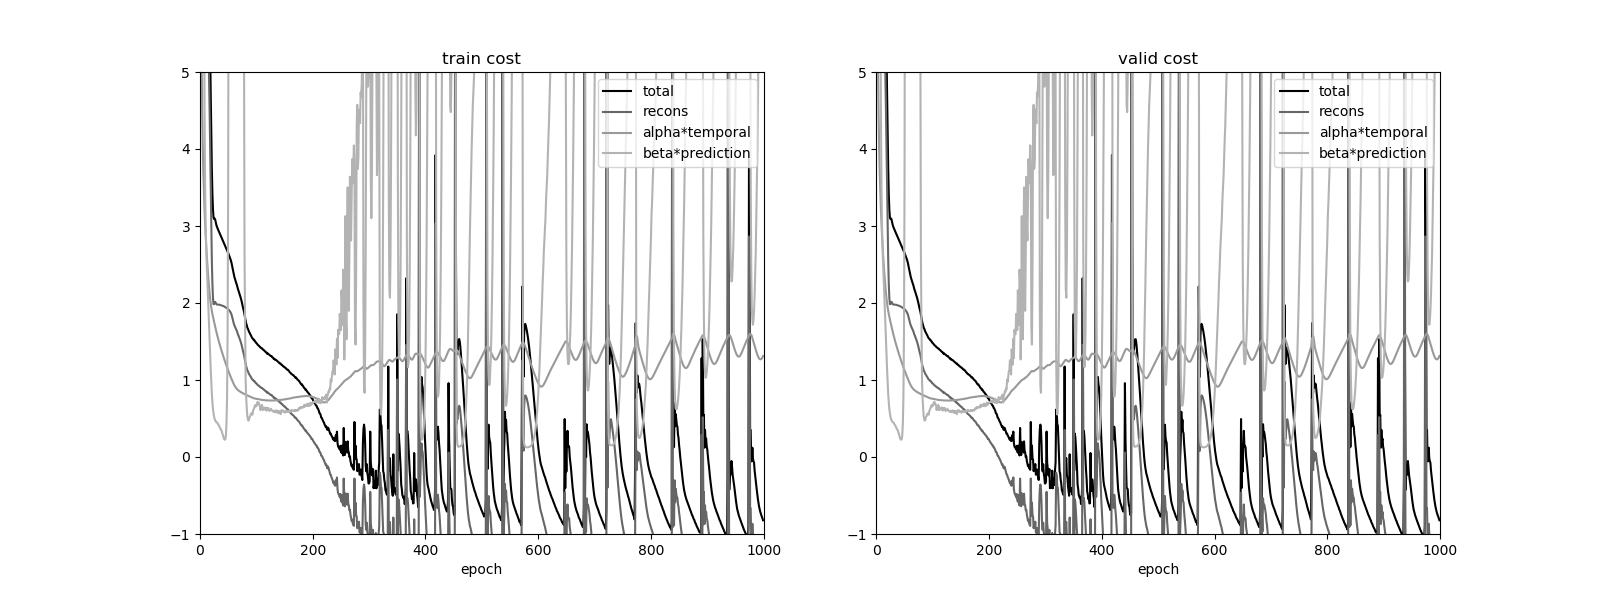 train cost
5
4
3
2
1
0
−1
0
200
400
600
800
1000
epoch
total
recons
alpha*temporal
beta*prediction
valid cost
5
4
3
2
1
0
−1
0
200
400
600
800
1000
epoch
total
recons
alpha*temporal
beta*prediction